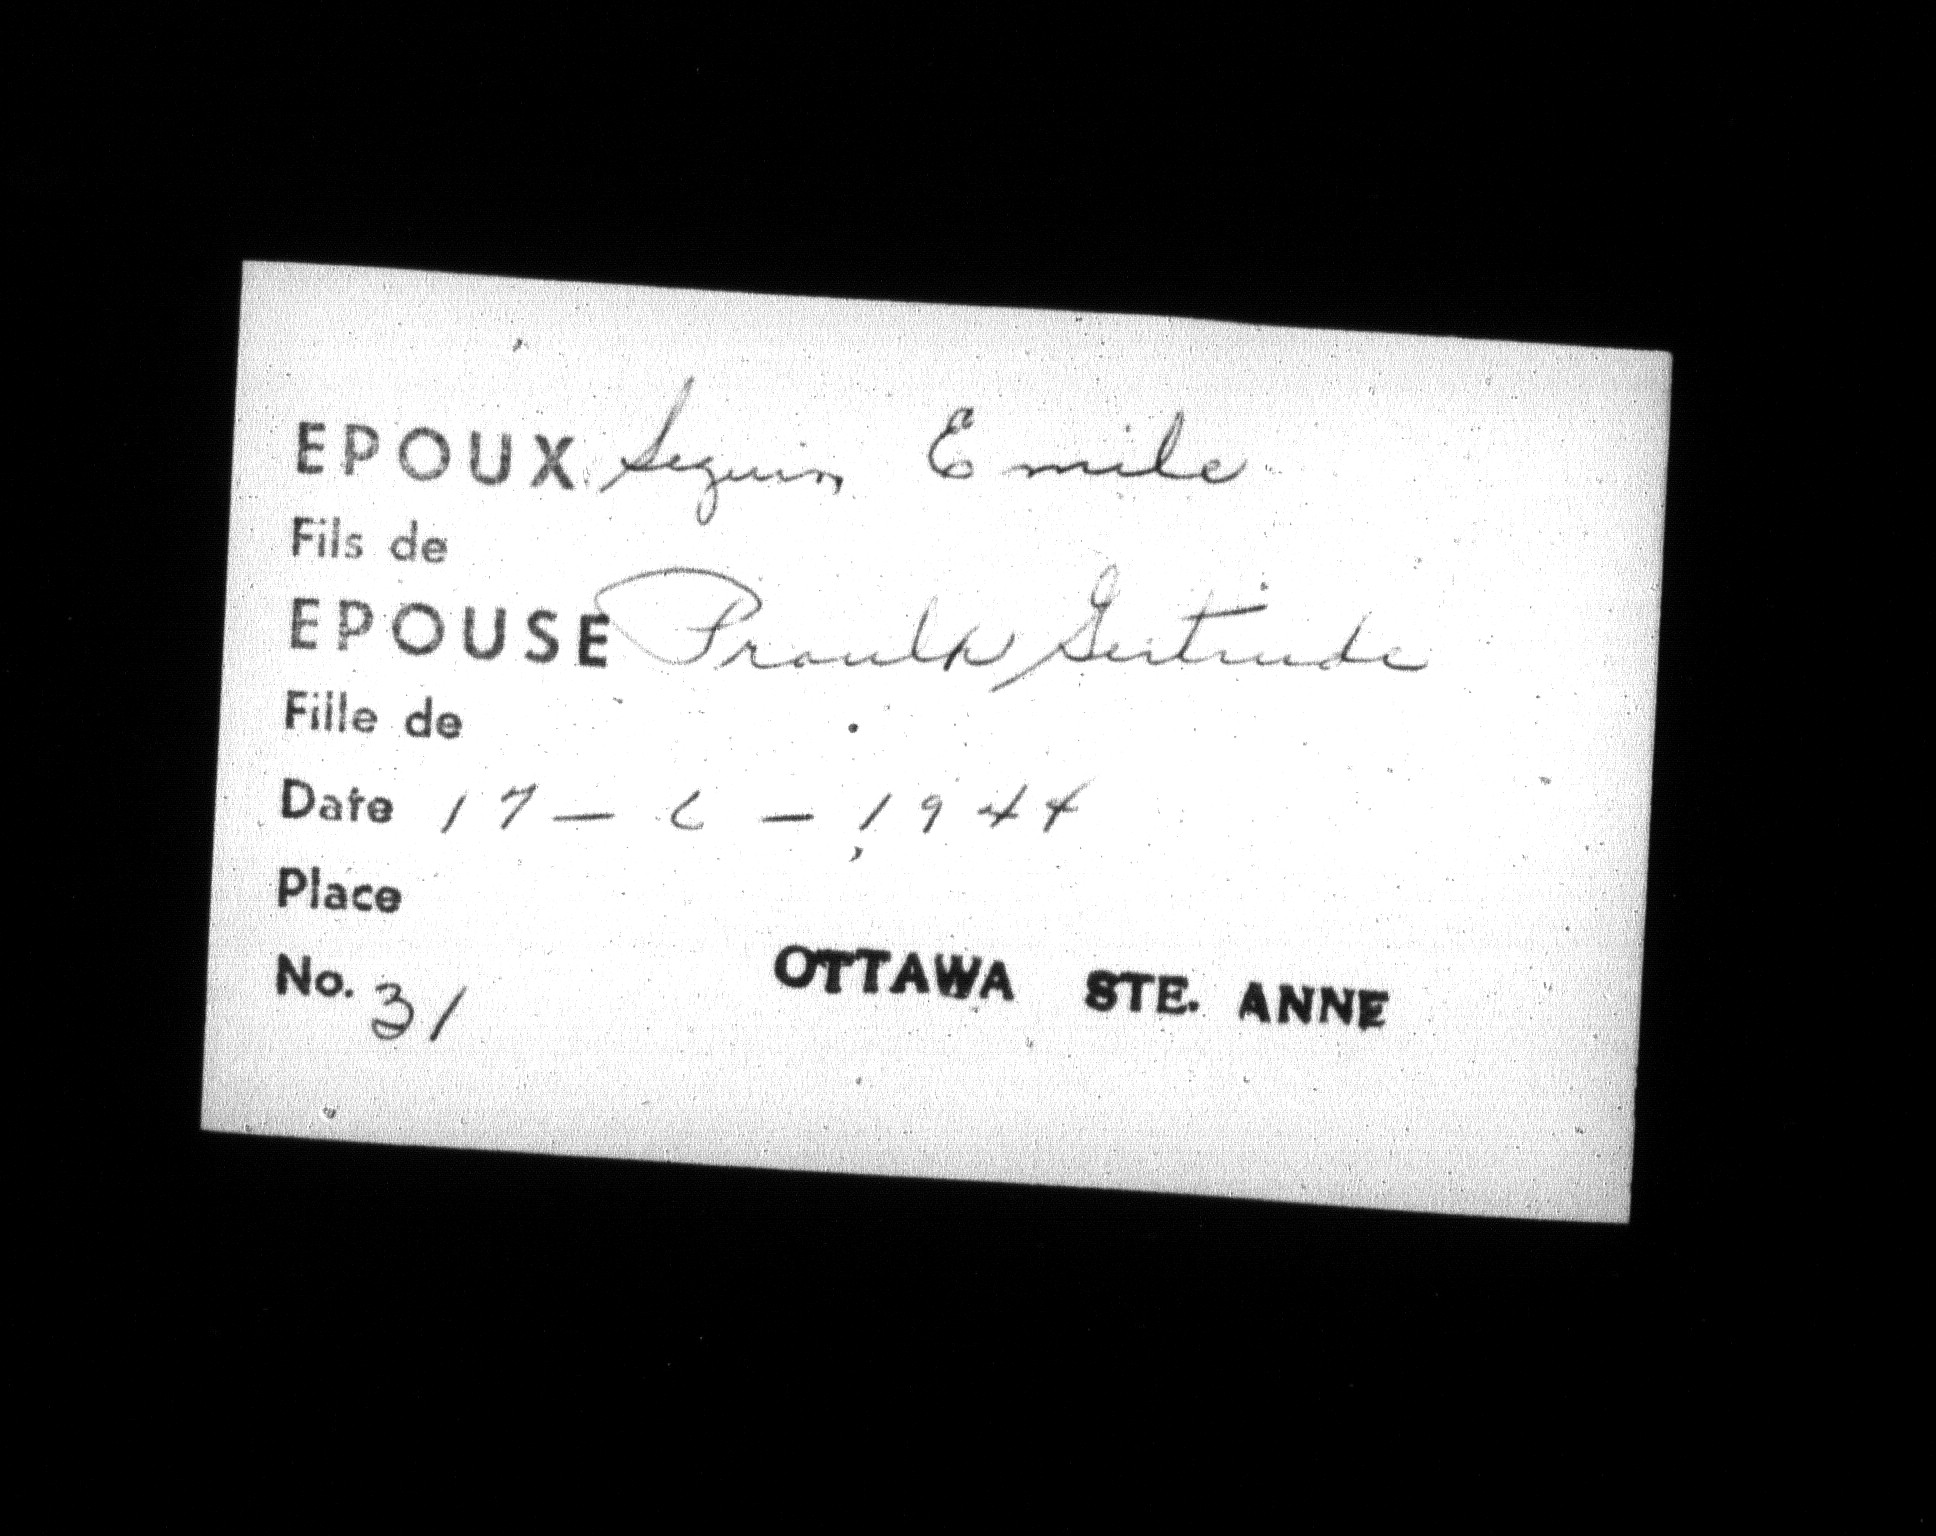 EPOUX Seguin Emile
Fils de
EPOUSE Proulx Gertrude
Fille de
Date 17 - 6 - 1944
Place
OTTAWA STE. ANNE
No. 31